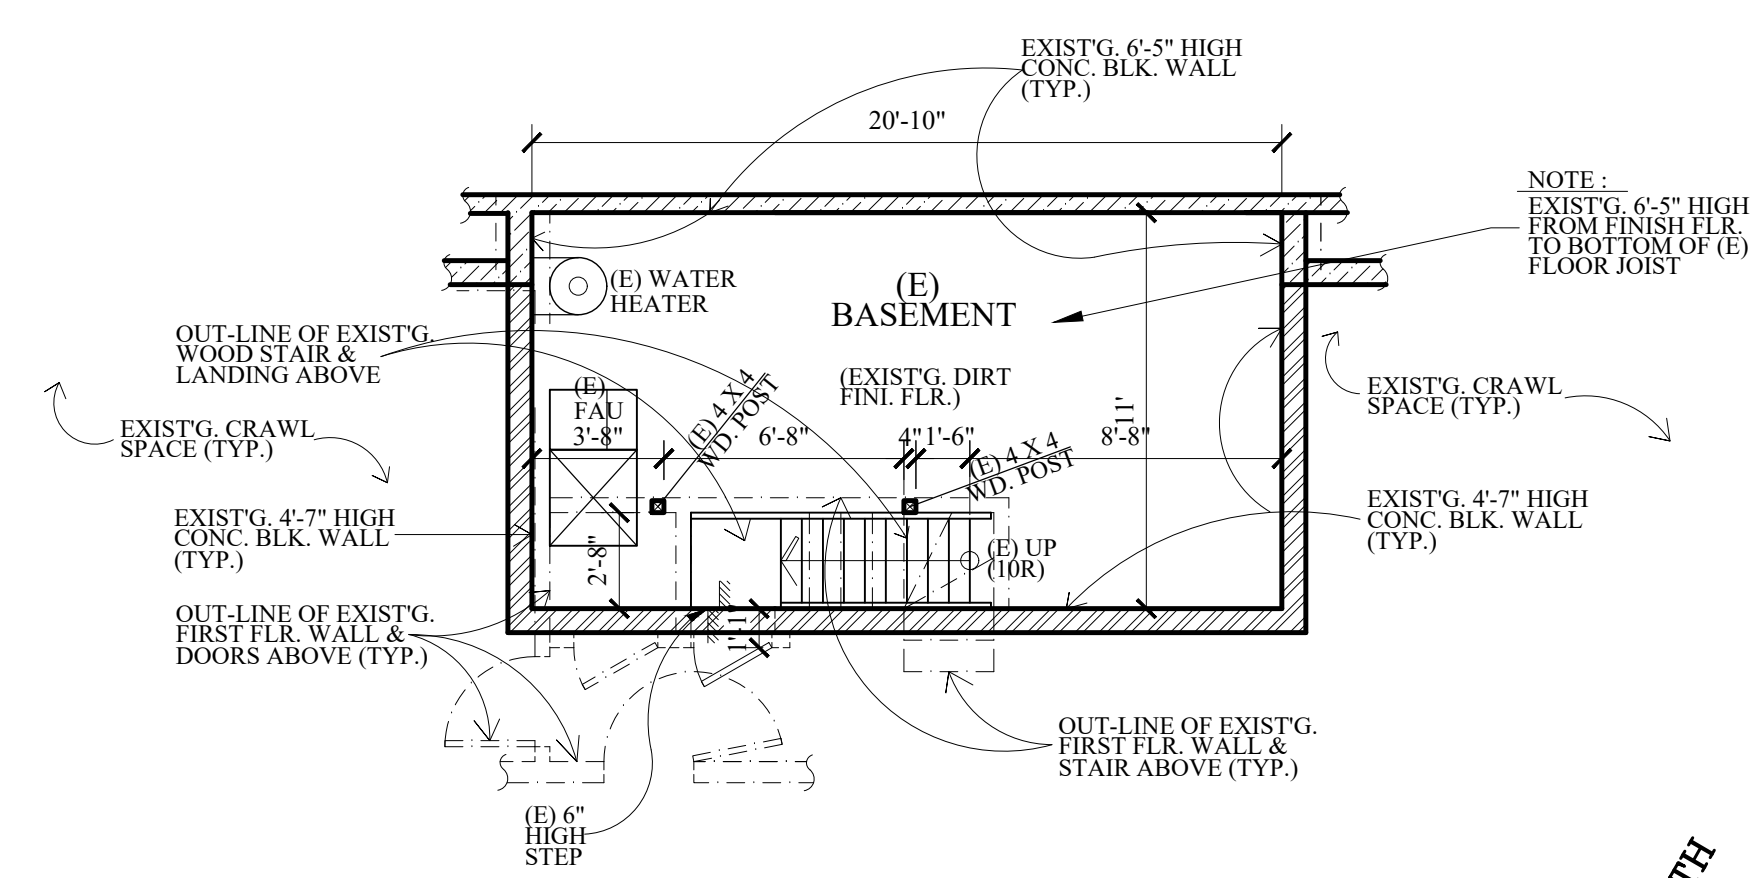 EXIST'G. 6'-5" HIGH
CONC. BLK. WALL
(TYP.)
20'-10"
NOTE :
EXIST'G. 6'-5" HIGH
FROM FINISH FLR.
TO BOTTOM OF (E)
FLOOR JOIST
(E) WATER
HEATER
(E)
BASEMENT
OUT-LINE OF EXIST'G.
WOOD STAIR &
LANDING ABOVE
(EXIST'G. DIRT
FINI. FLR.)
(E)
FAU
(E) 4 X 4
WD. POST
EXIST'G. CRAWL
SPACE (TYP.)
EXIST'G. CRAWL
SPACE (TYP.)
3'-8"
6'-8"
4"
1'-6"
8'-8"
11'
(E) 4 X 4
WD. POST
EXIST'G. 4'-7" HIGH
CONC. BLK. WALL
(TYP.)
EXIST'G. 4'-7" HIGH
CONC. BLK. WALL
(TYP.)
2'-8"
(E) UP
(10R)
OUT-LINE OF EXIST'G.
FIRST FLR. WALL &
DOORS ABOVE (TYP.)
OUT-LINE OF EXIST'G.
FIRST FLR. WALL &
STAIR ABOVE (TYP.)
(E) 6"
HIGH
STEP
TH